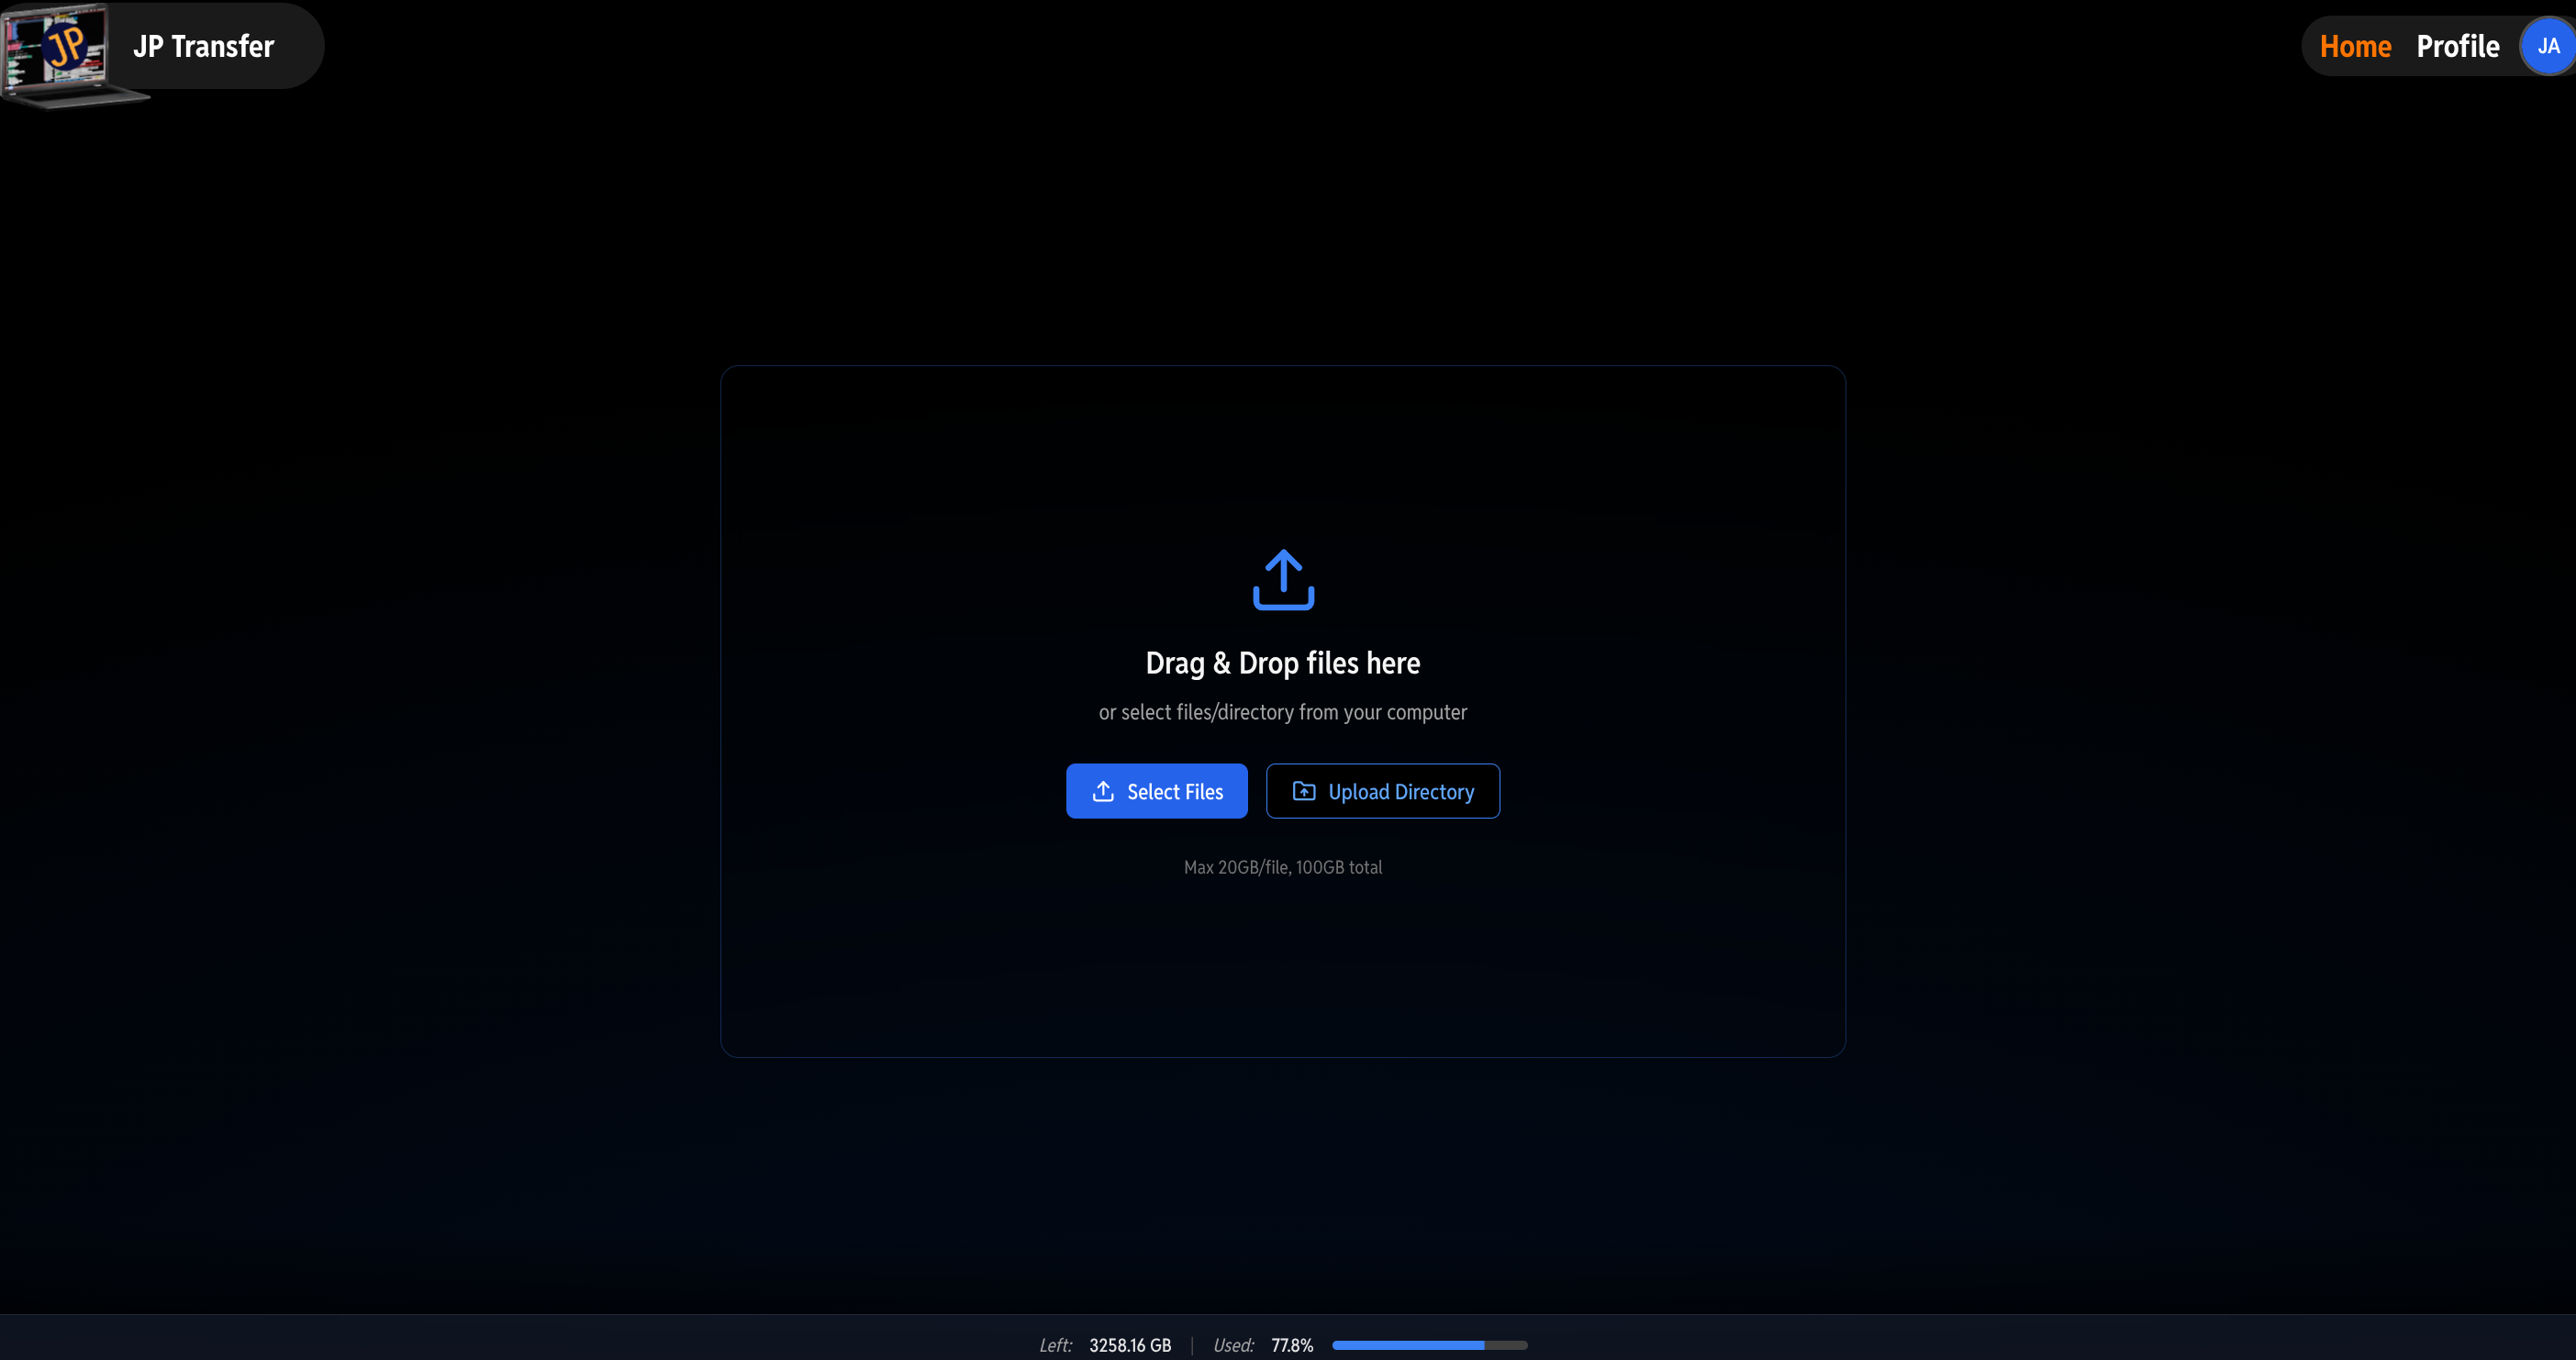 JP
JP Transfer
Home Profile JA
Drag & Drop files here
or select files/directory from your computer
Select Files Upload Directory
Max 20GB/file, 100GB total
Left: 3258.16 GB | Used: 77.8%